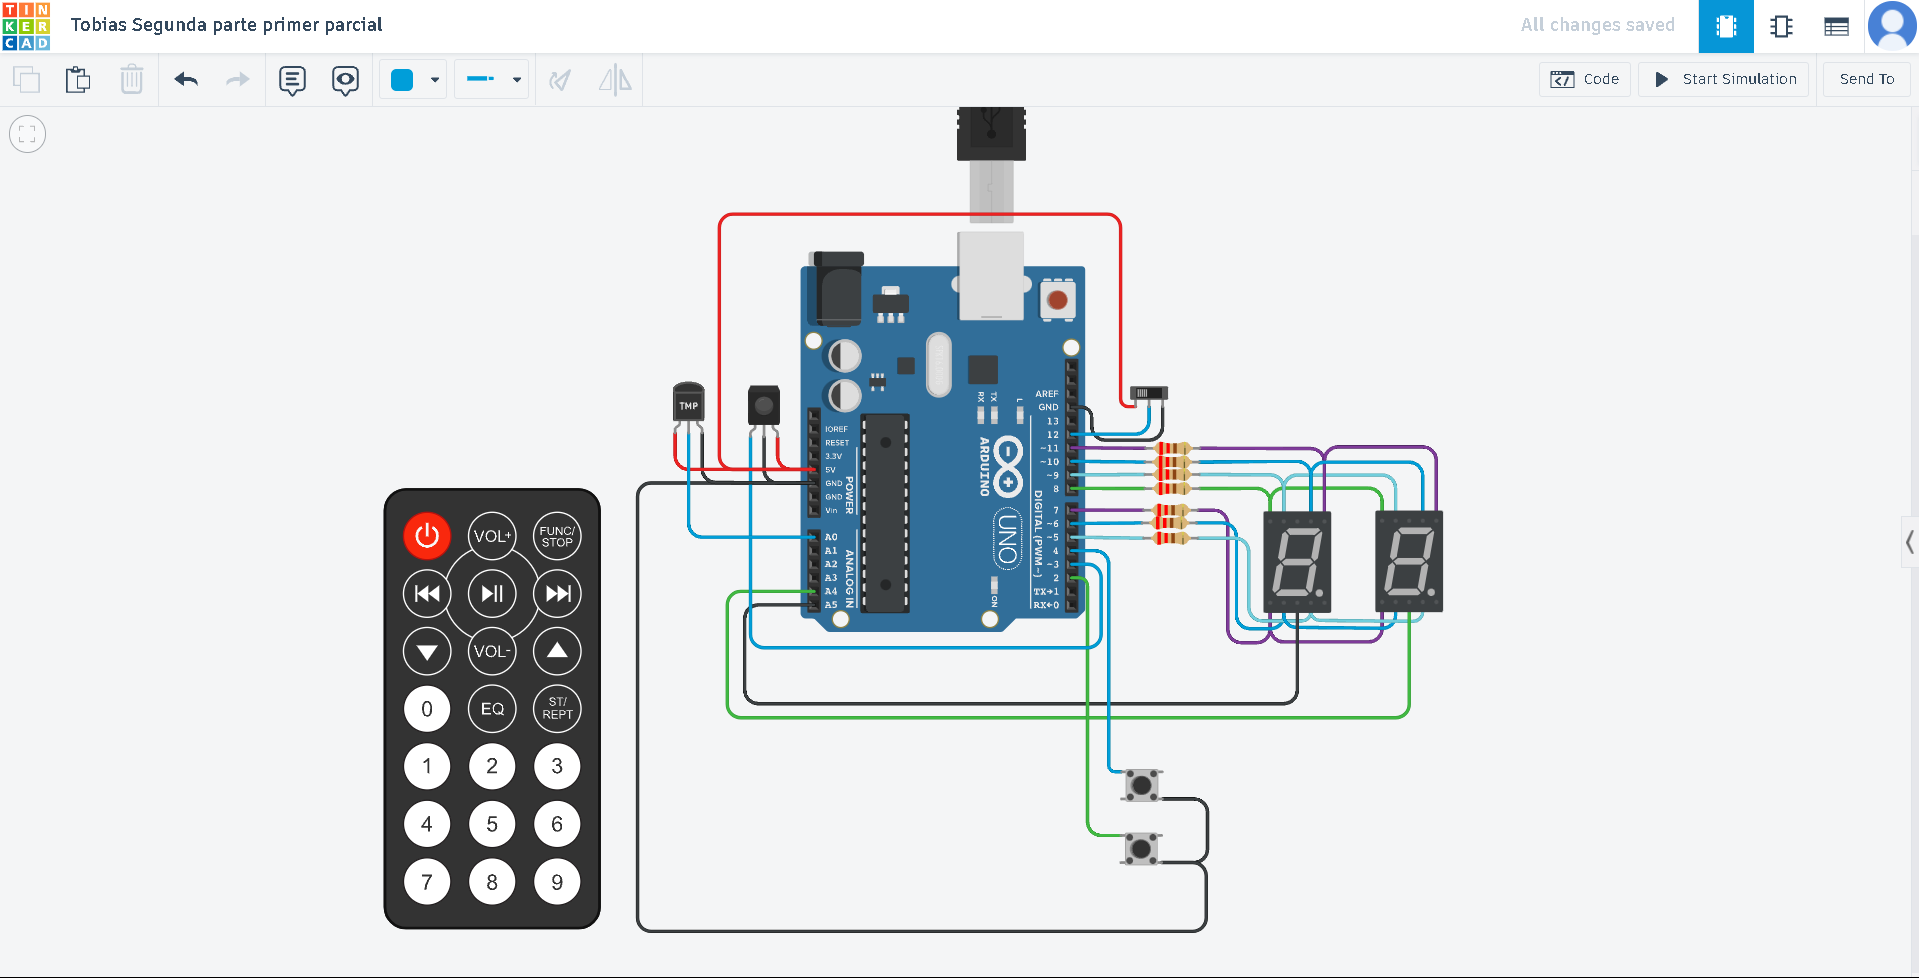 TIN
KER
CAD
Tobias Segunda parte primer parcial
All changes saved
Code
Start Simulation
Send To
TMP
IOREF
RESET
3.3V
5V
GND
GND
Vin
POWER
A0
A1
A2
A3
A4
A5
ANALOG IN
RX
TX
L
ARDUINO
UNO
ON
AREF
GND
13
12
~11
~10
~9
8
7
~6
~5
4
~3
2
TX→1
RX←0
DIGITAL (PWM~)
VOL+
FUNC/
STOP
VOL-
0
EQ
ST/
REPT
1 2 3
4 5 6
7 8 9